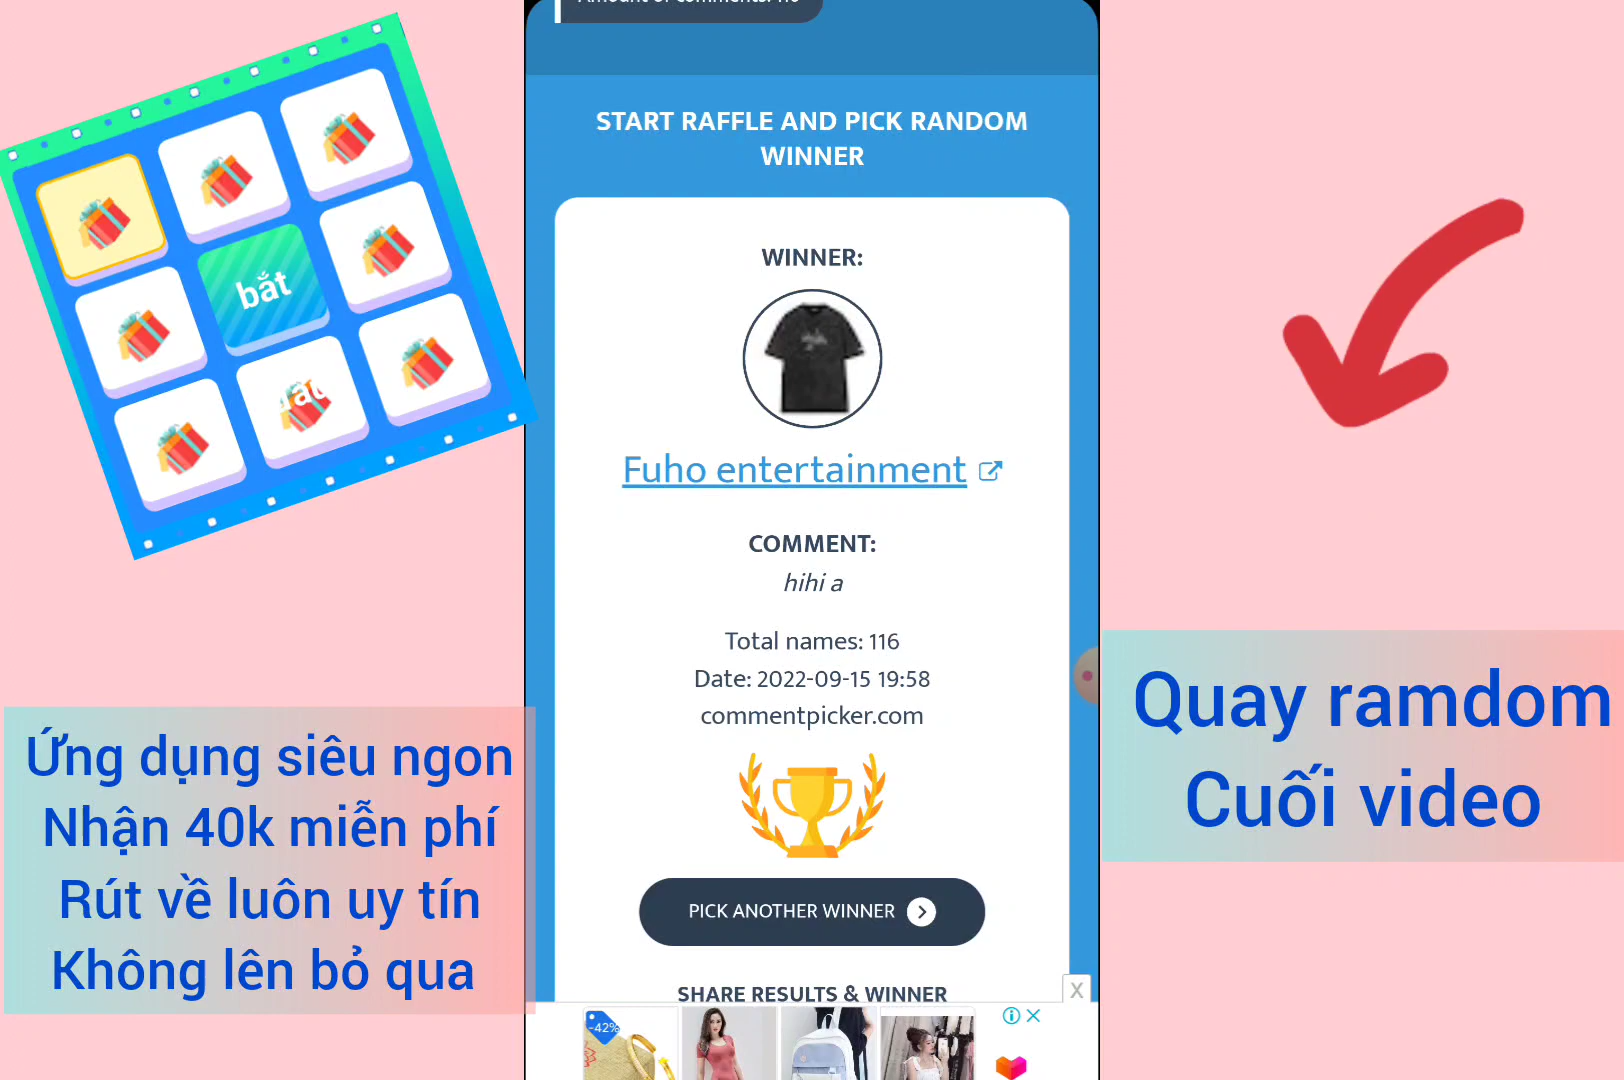 START RAFFLE AND PICK RANDOM
WINNER
WINNER:
bắt
Fuho entertainment
COMMENT:
hihi a
Total names: 116
Date: 2022-09-15 19:58
commentpicker.com
PICK ANOTHER WINNER
SHARE RESULTS & WINNER
X
-42%
Ứng dụng siêu ngon
Nhận 40k miễn phí
Rút về luôn uy tín
Không lên bỏ qua
Quay ramdom
Cuối video